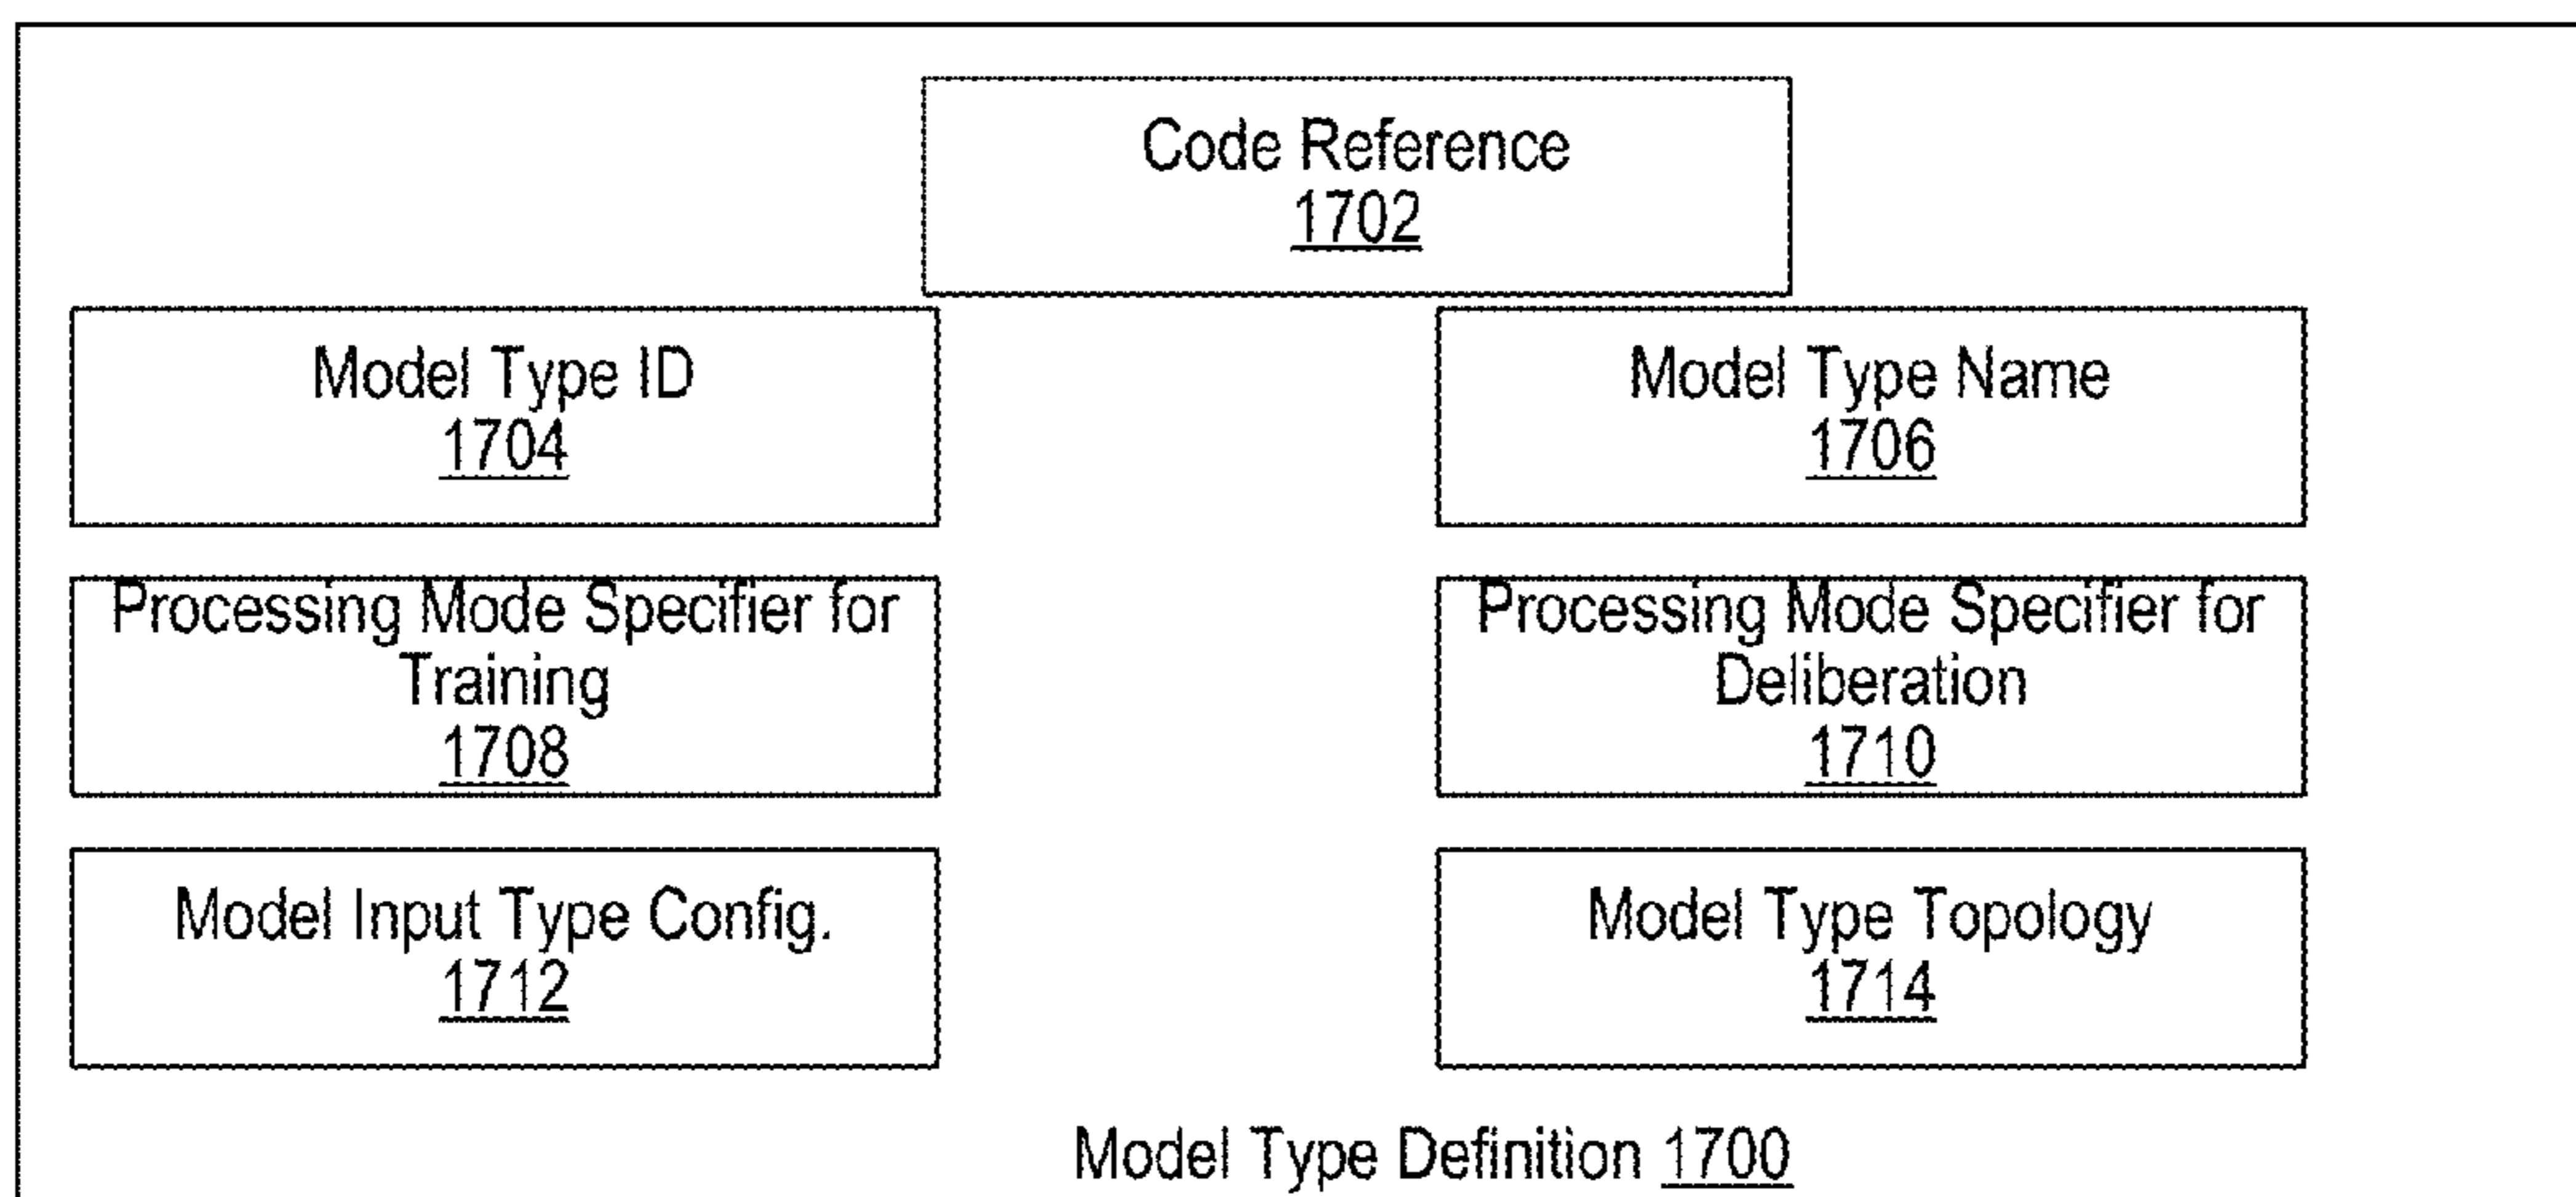 Code Reference
1702
Model Type ID
1704
Model Type Name
1706
Processing Mode Specifier for
Training
1708
Processing Mode Specifier for
Deliberation
1710
Model Input Type Config.
1712
Model Type Topology
1714
Model Type Definition 1700